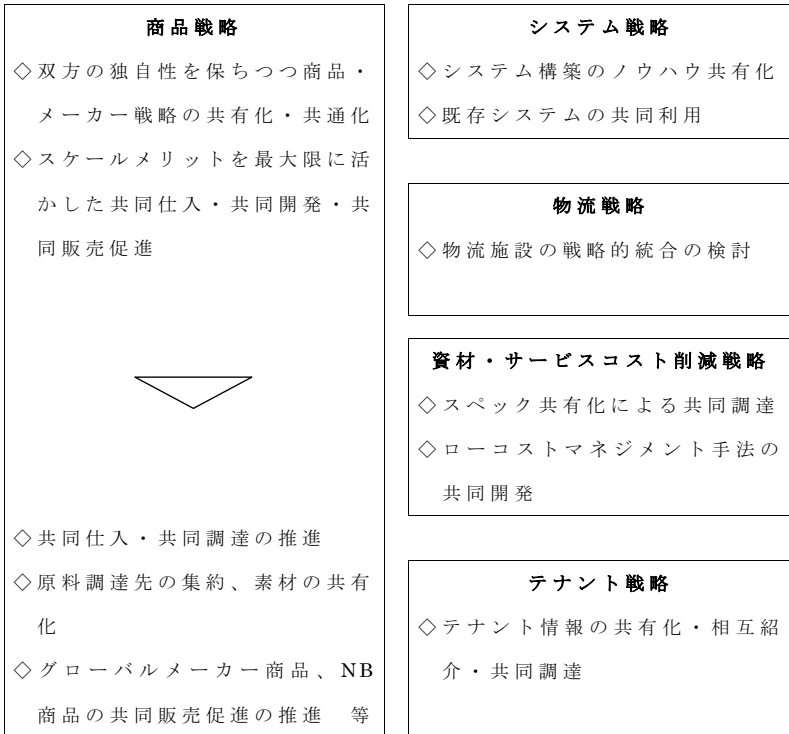 商品戦略
◇双方の独自性を保ちつつ商品・
メーカー戦略の共有化・共通化
◇スケールメリットを最大限に活
かした共同仕入・共同開発・共
同販売促進
◇共同仕入・共同調達の推進
◇原料調達先の集約、素材の共有
化
◇グローバルメーカー商品、NB
商品の共同販売促進の推進　等
システム戦略
◇システム構築のノウハウ共有化
◇既存システムの共同利用
物流戦略
◇物流施設の戦略的統合の検討
資材・サービスコスト削減戦略
◇スペック共有化による共同調達
◇ローコストマネジメント手法の
共同開発
テナント戦略
◇テナント情報の共有化・相互紹
介・共同調達